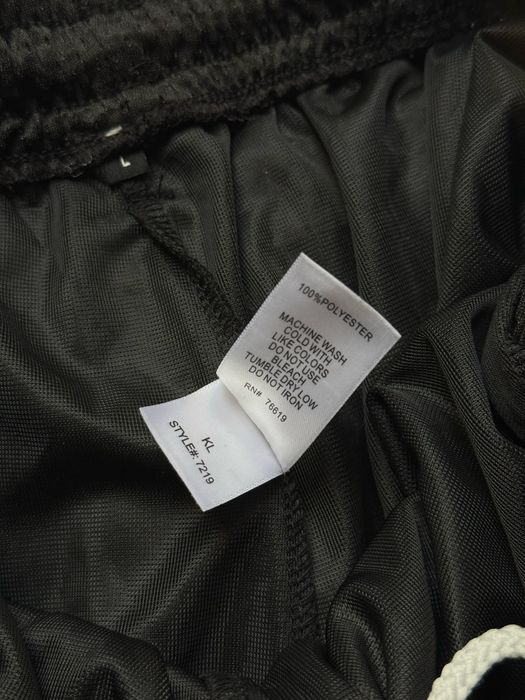 L
100%POLYESTER
MACHINE WASH
COLD WITH
LIKE COLORS
DO NOT USE
BLEACH
TUMBLE DRY LOW
DO NOT IRON
RN# 76619
KL
STYLE#: 7219